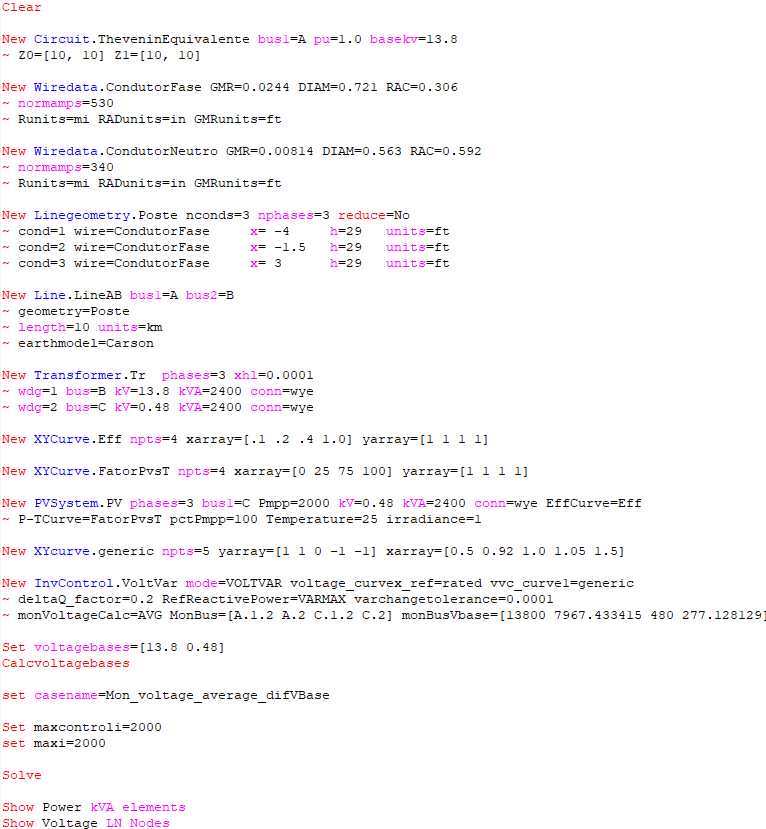 Clear
New Circuit.TheveninEquivalente bus1=A pu=1.0 basekv=13.8
~ Z0=[10, 10] Z1=[10, 10]
New Wiredata.CondutorFase GMR=0.0244 DIAM=0.721 RAC=0.306
~ normamps=530
~ Runits=mi RADunits=in GMRunits=ft
New Wiredata.CondutorNeutro GMR=0.00814 DIAM=0.563 RAC=0.592
~ normamps=340
~ Runits=mi RADunits=in GMRunits=ft
New Linegeometry.Poste nconds=3 nphases=3 reduce=No
~ cond=1 wire=CondutorFase x= -4 h=29 units=ft
~ cond=2 wire=CondutorFase x= -1.5 h=29 units=ft
~ cond=3 wire=CondutorFase x= 3 h=29 units=ft
New Line.LineAB bus1=A bus2=B
~ geometry=Poste
~ length=10 units=km
~ earthmodel=Carson
New Transformer.Tr phases=3 xhl=0.0001
~ wdg=1 bus=B kV=13.8 kVA=2400 conn=wye
~ wdg=2 bus=C kV=0.48 kVA=2400 conn=wye
New XYCurve.Eff npts=4 xarray=[.1 .2 .4 1.0] yarray=[1 1 1 1]
New XYCurve.FatorPvsT npts=4 xarray=[0 25 75 100] yarray=[1 1 1 1]
New PVSystem.PV phases=3 bus1=C Pmpp=2000 kV=0.48 kVA=2400 conn=wye EffCurve=Eff
~ P-TCurve=FatorPvsT pctPmpp=100 Temperature=25 irradiance=1
New XYcurve.generic npts=5 yarray=[1 1 0 -1 -1] xarray=[0.5 0.92 1.0 1.05 1.5]
New InvControl.VoltVar mode=VOLTVAR voltage_curvex_ref=rated vvc_curve1=generic
~ deltaQ_factor=0.2 RefReactivePower=VARMAX varchangetolerance=0.0001
~ monVoltageCalc=AVG MonBus=[A.1.2 A.2 C.1.2 C.2] monBusVbase=[13800 7967.433415 480 277.128129]
Set voltagebases=[13.8 0.48]
Calcvoltagebases
set casename=Mon_voltage_average_difVBase
Set maxcontroli=2000
set maxi=2000
Solve
Show Power kVA elements
Show Voltage LN Nodes